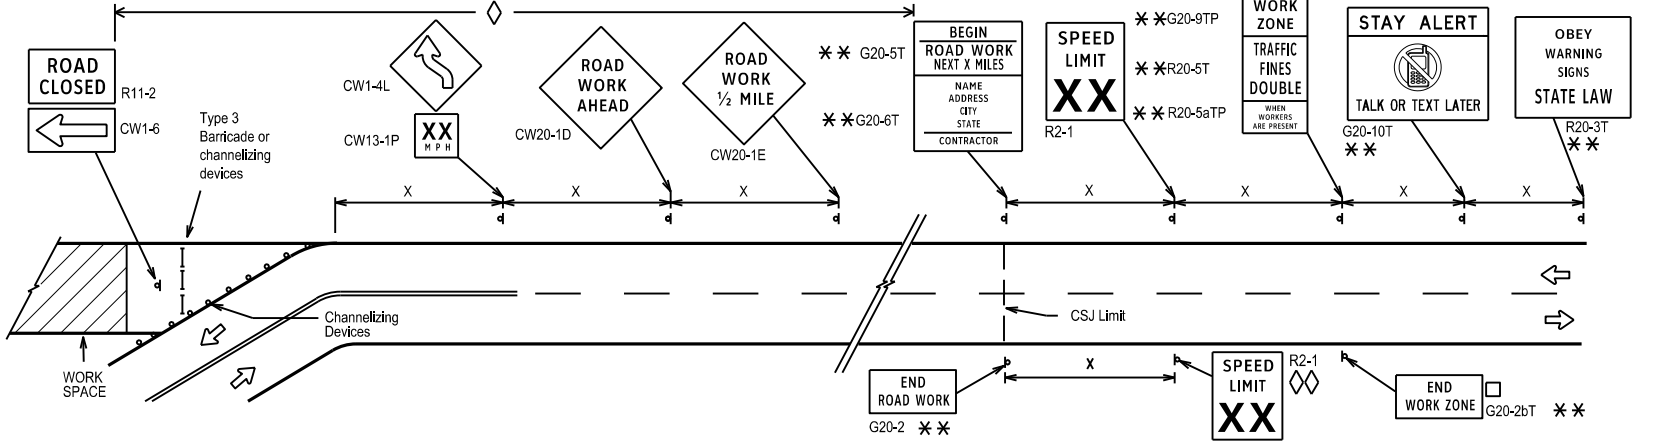 ROAD
CLOSED
R11-2
CW1-6
Type 3
Barricade or
channelizing
devices
CW1-4L
XX
MPH
CW13-1P
ROAD
WORK
AHEAD
CW20-1D
ROAD
WORK
½ MILE
CW20-1E
** G20-5T
**G20-6T
BEGIN
ROAD WORK
NEXT X MILES
NAME
ADDRESS
CITY
STATE
CONTRACTOR
SPEED
LIMIT
XX
R2-1
**G20-9TP
**R20-5T
**R20-5aTP
WORK
ZONE
TRAFFIC
FINES
DOUBLE
WHEN
WORKERS
ARE PRESENT
STAY ALERT
TALK OR TEXT LATER
G20-10T
**
OBEY
WARNING
SIGNS
STATE LAW
R20-3T
**
X
X
X
X
X
X
X
Channelizing
Devices
CSJ Limit
WORK
SPACE
X
END
ROAD WORK
G20-2 **
SPEED
LIMIT
XX
R2-1
END
WORK ZONE
G20-2bT **